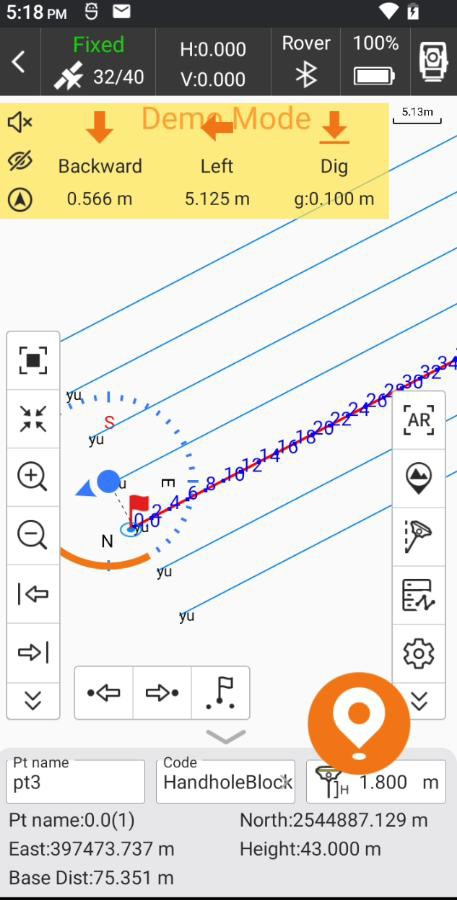 5:18 PM
Fixed
32/40
H:0.000
V:0.000
Rover
100%
Demo Mode
5.13m
Backward
Left
Dig
0.566 m
5.125 m
g:0.100 m
34
32
30
28
26
24
22
20
18
16
14
12
10
8
6
4
2
0
yu
S
yu
yu
E
yu
N
yu
yu
AR
Pt name
pt3
Code
HandholeBlock
H
1.800 m
Pt name:0.0(1)
North:2544887.129 m
East:397473.737 m
Height:43.000 m
Base Dist:75.351 m